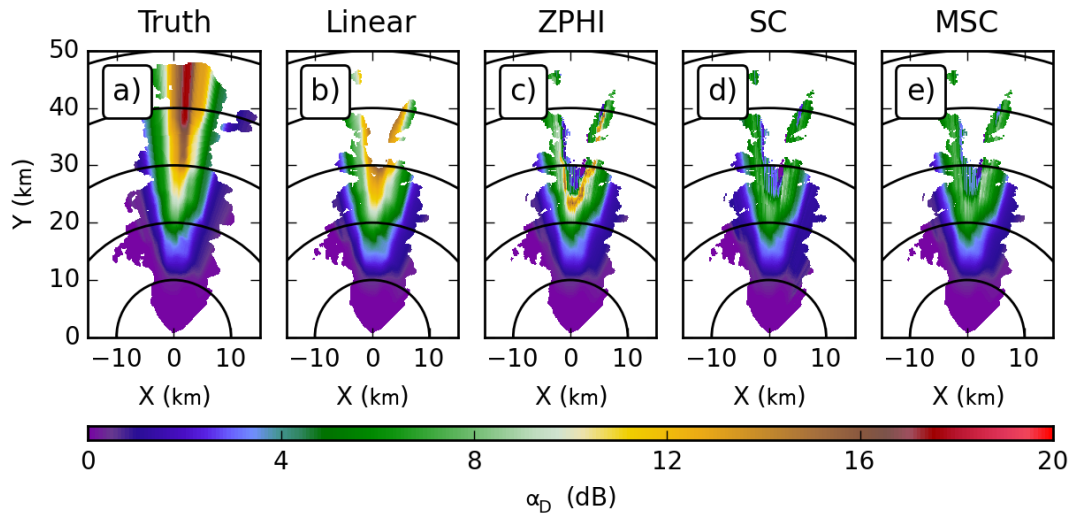 Truth Linear ZPHI SC MSC
50
a) b) c) d) e)
40
30
20
10
0
Y (km)
−10 0 10 −10 0 10 −10 0 10 −10 0 10 −10 0 10
X (km) X (km) X (km) X (km) X (km)
0 4 8 12 16 20
α_D (dB)